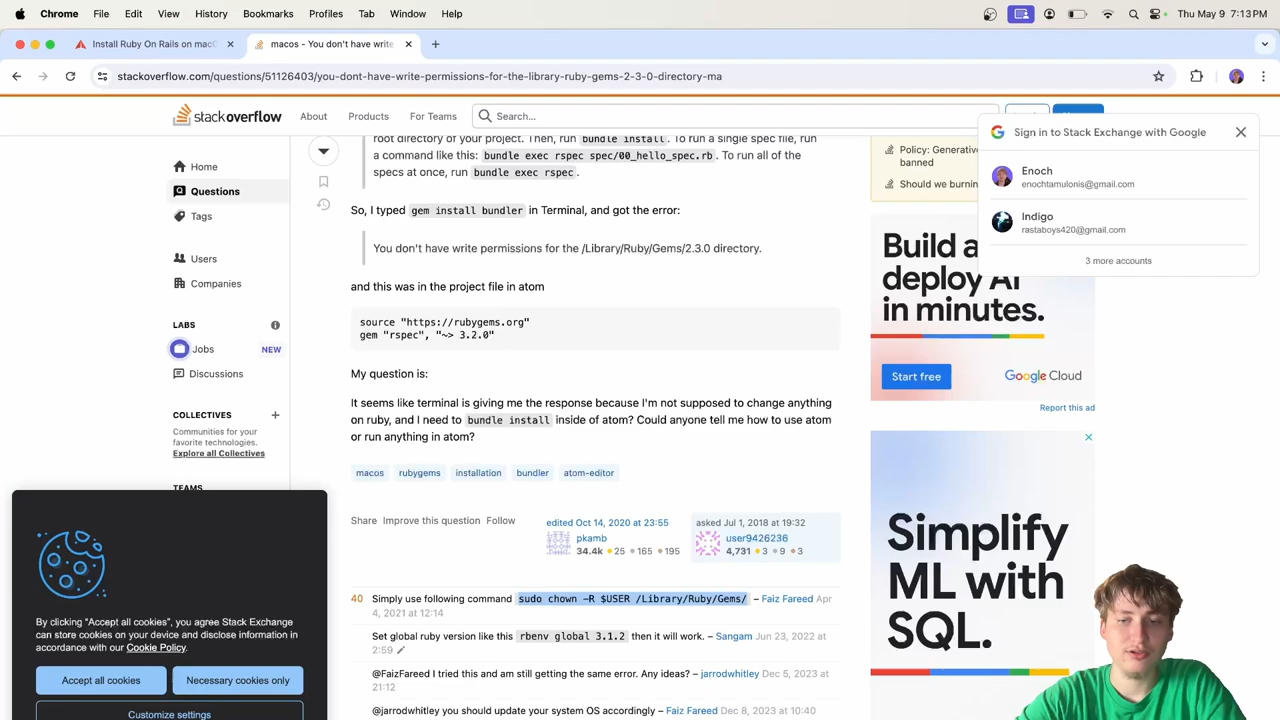 Chrome File Edit View History Bookmarks Profiles Tab Window Help Thu May 9 7:13 PM
Install Ruby On Rails on macO
macos - You don't have write
stackoverflow.com/questions/51126403/you-dont-have-write-permissions-for-the-library-ruby-gems-2-3-0-directory-ma
stackoverflow About Products For Teams Search...
Sign in to Stack Exchange with Google
Enoch
enochtamulonis@gmail.com
Indigo
rastaboys420@gmail.com
3 more accounts
Home
Questions
Tags
Users
Companies
LABS
Jobs NEW
Discussions
COLLECTIVES
Communities for your favorite technologies.
Explore all Collectives
TEAMS
root directory of your project. Then, run bundle install. To run a single spec file, run
a command like this: bundle exec rspec spec/00_hello_spec.rb. To run all of the
specs at once, run bundle exec rspec.
So, I typed gem install bundler in Terminal, and got the error:
You don't have write permissions for the /Library/Ruby/Gems/2.3.0 directory.
and this was in the project file in atom
source "https://rubygems.org"
gem "rspec", "~> 3.2.0"
My question is:
It seems like terminal is giving me the response because I'm not supposed to change anything
on ruby, and I need to bundle install inside of atom? Could anyone tell me how to use atom
or run anything in atom?
macos rubygems installation bundler atom-editor
Share Improve this question Follow
edited Oct 14, 2020 at 23:55
pkamb
34.4k 25 165 195
asked Jul 1, 2018 at 19:32
user9426236
4,731 3 9 3
40 Simply use following command sudo chown -R $USER /Library/Ruby/Gems/ – Faiz Fareed Apr
4, 2021 at 12:14
Set global ruby version like this rbenv global 3.1.2 then it will work. – Sangam Jun 23, 2022 at
2:59
@FaizFareed I tried this and am still getting the same error. Any ideas? – jarrodwhitley Dec 5, 2023 at
21:12
@jarrodwhitley you should update your system OS accordingly – Faiz Fareed Dec 8, 2023 at 10:40
Policy: Generative
banned
Should we burnin
Build a
deploy AI
in minutes.
Start free
Google Cloud
Report this ad
Simplify
ML with
SQL.
By clicking "Accept all cookies", you agree Stack Exchange
can store cookies on your device and disclose information in
accordance with our Cookie Policy.
Accept all cookies Necessary cookies only
Customize settings